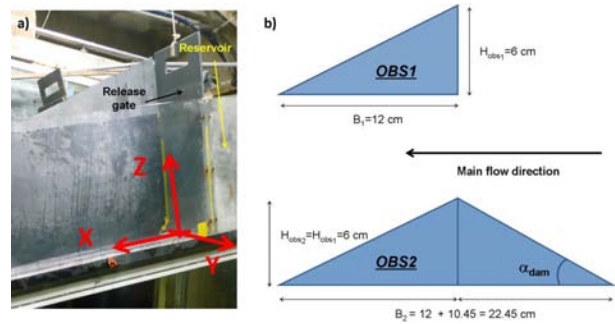 a)
Reservoir
Release
gate
Z
X
Y
b)
OBS1
Hobs1=6 cm
B1=12 cm
Main flow direction
Hobs2=Hobs1=6 cm
OBS2
αdam
B2 = 12 + 10.45 = 22.45 cm